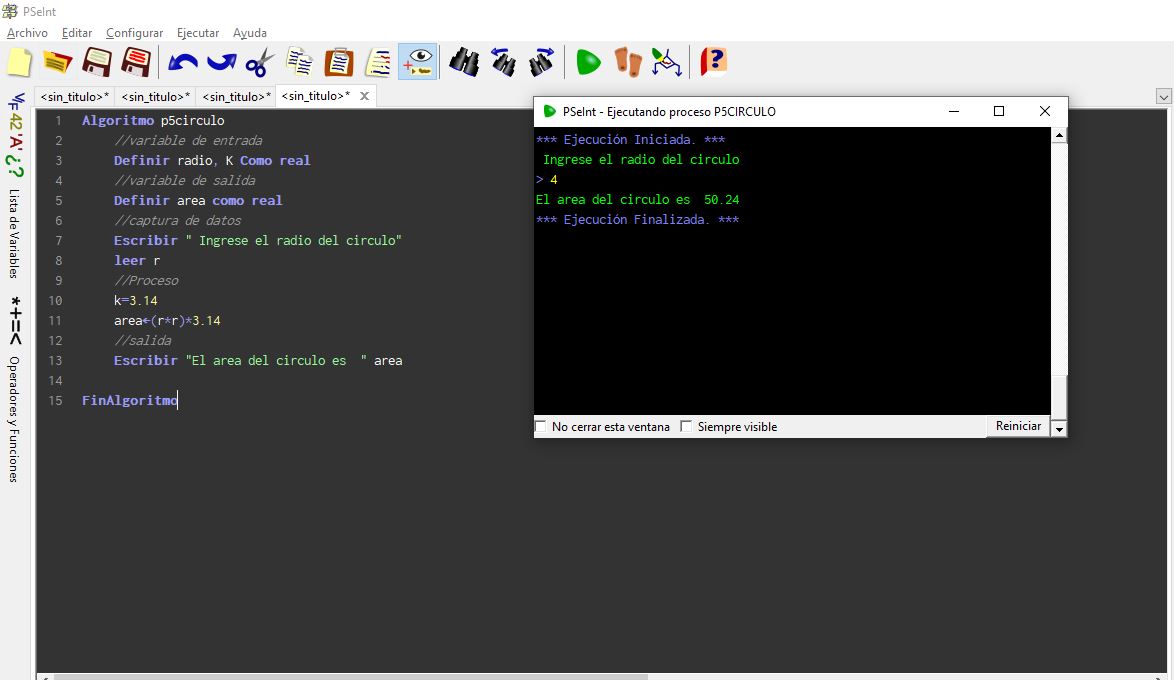 PSeInt
Archivo Editar Configurar Ejecutar Ayuda
<sin_titulo>* <sin_titulo>* <sin_titulo>* <sin_titulo>*
VF 42 'A' ¿?
Lista de Variables
*+=<
Operadores y Funciones
1 Algoritmo p5circulo
2 //variable de entrada
3 Definir radio, K Como real
4 //variable de salida
5 Definir area como real
6 //captura de datos
7 Escribir " Ingrese el radio del circulo"
8 leer r
9 //Proceso
10 k=3.14
11 area←(r*r)*3.14
12 //salida
13 Escribir "El area del circulo es  " area
14
15 FinAlgoritmo
PSeInt - Ejecutando proceso P5CIRCULO
*** Ejecución Iniciada. ***
Ingrese el radio del circulo
> 4
El area del circulo es  50.24
*** Ejecución Finalizada. ***
No cerrar esta ventana Siempre visible Reiniciar